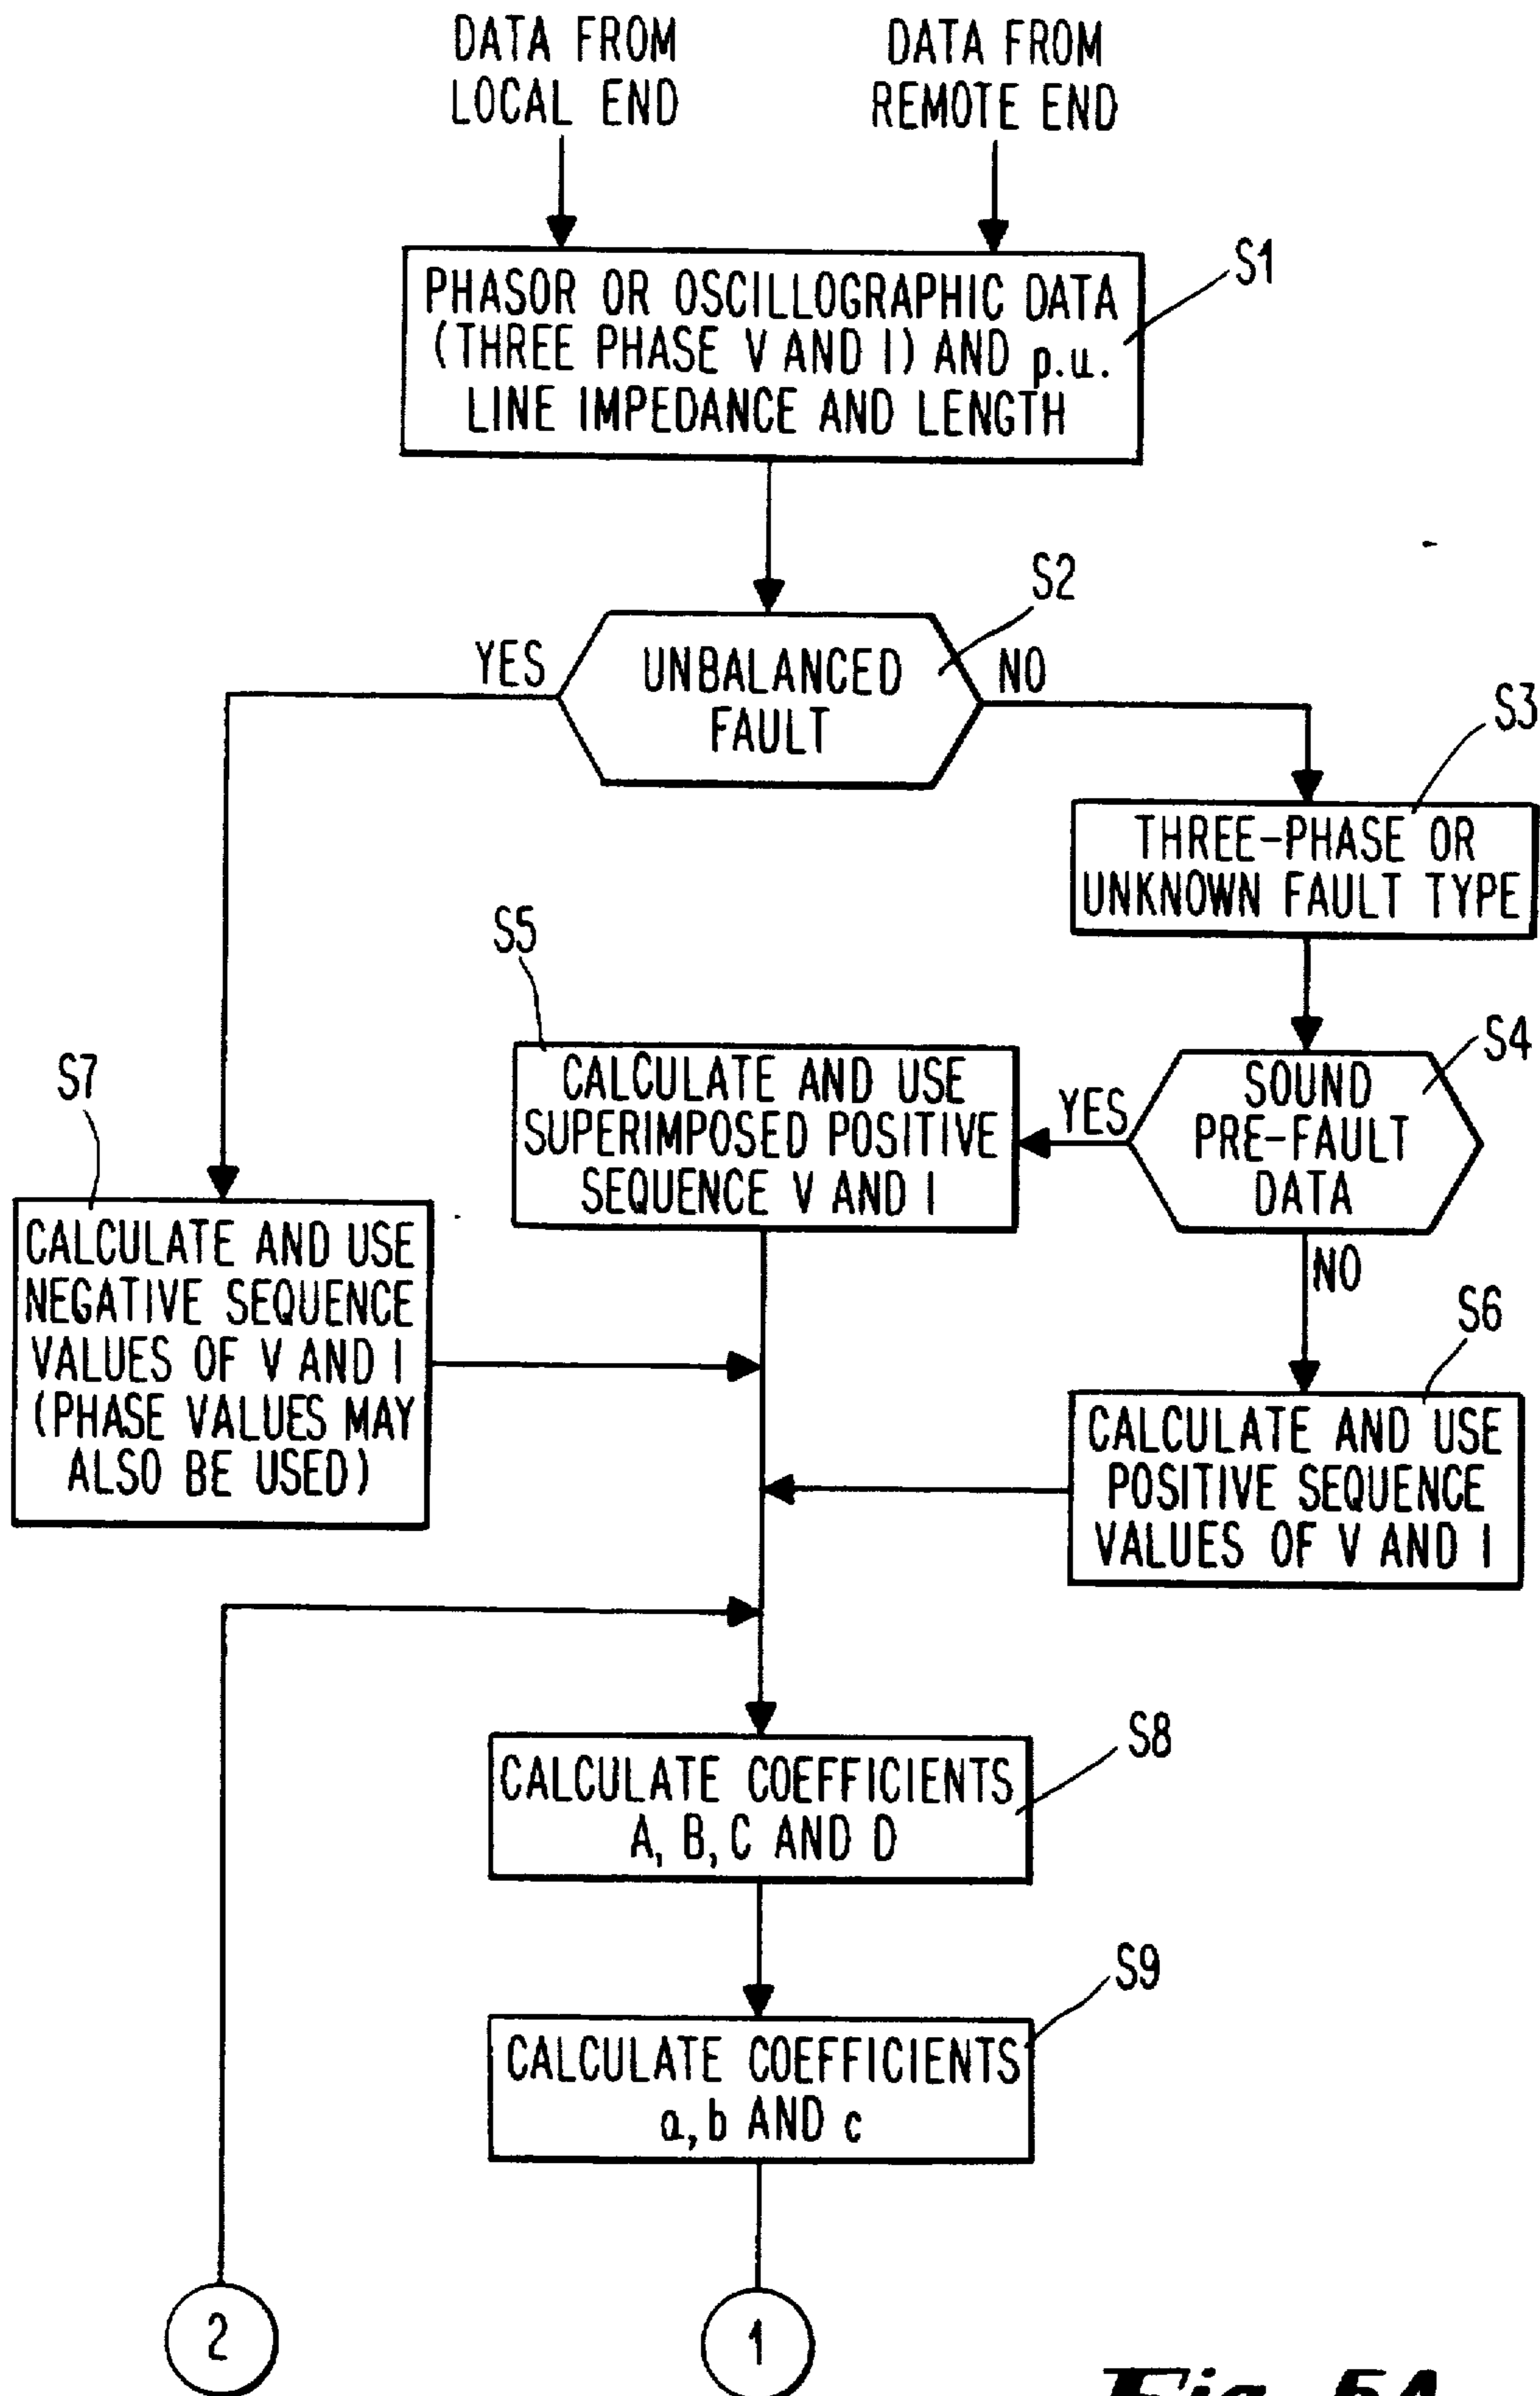 DATA FROM
LOCAL END
DATA FROM
REMOTE END
S1
PHASOR OR OSCILLOGRAPHIC DATA
(THREE PHASE V AND I) AND p.u.
LINE IMPEDANCE AND LENGTH
S2
YES
UNBALANCED
FAULT
NO
S3
THREE-PHASE OR
UNKNOWN FAULT TYPE
S5
CALCULATE AND USE
SUPERIMPOSED POSITIVE
SEQUENCE V AND I
YES
S4
SOUND
PRE-FAULT
DATA
NO
S7
CALCULATE AND USE
NEGATIVE SEQUENCE
VALUES OF V AND I
(PHASE VALUES MAY
ALSO BE USED)
S6
CALCULATE AND USE
POSITIVE SEQUENCE
VALUES OF V AND I
S8
CALCULATE COEFFICIENTS
A, B, C AND D
S9
CALCULATE COEFFICIENTS
a, b AND c
2
1
Fig. 5A